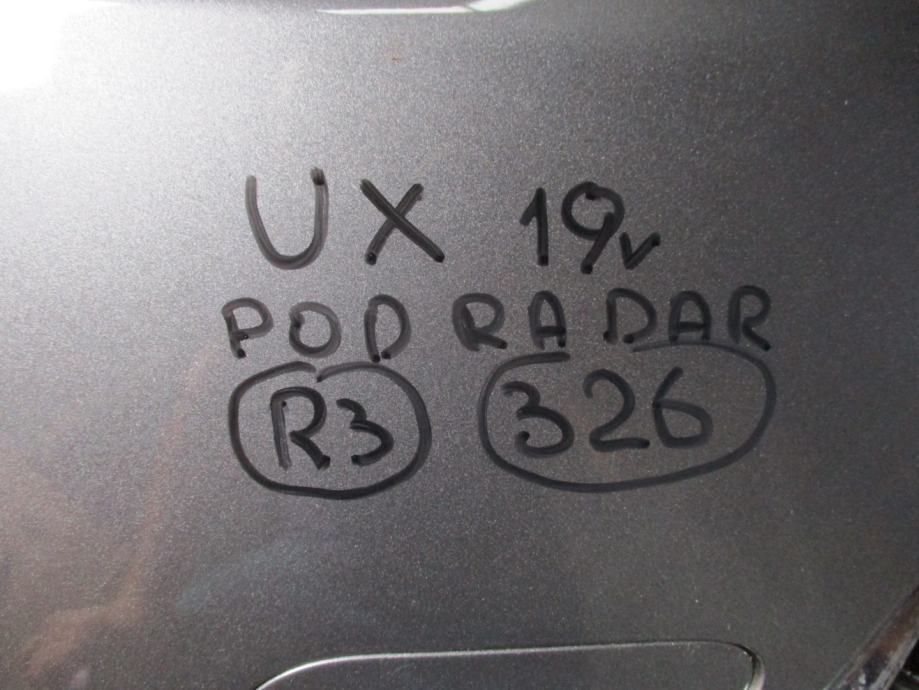 UX 19v
POD RADAR
R3 326